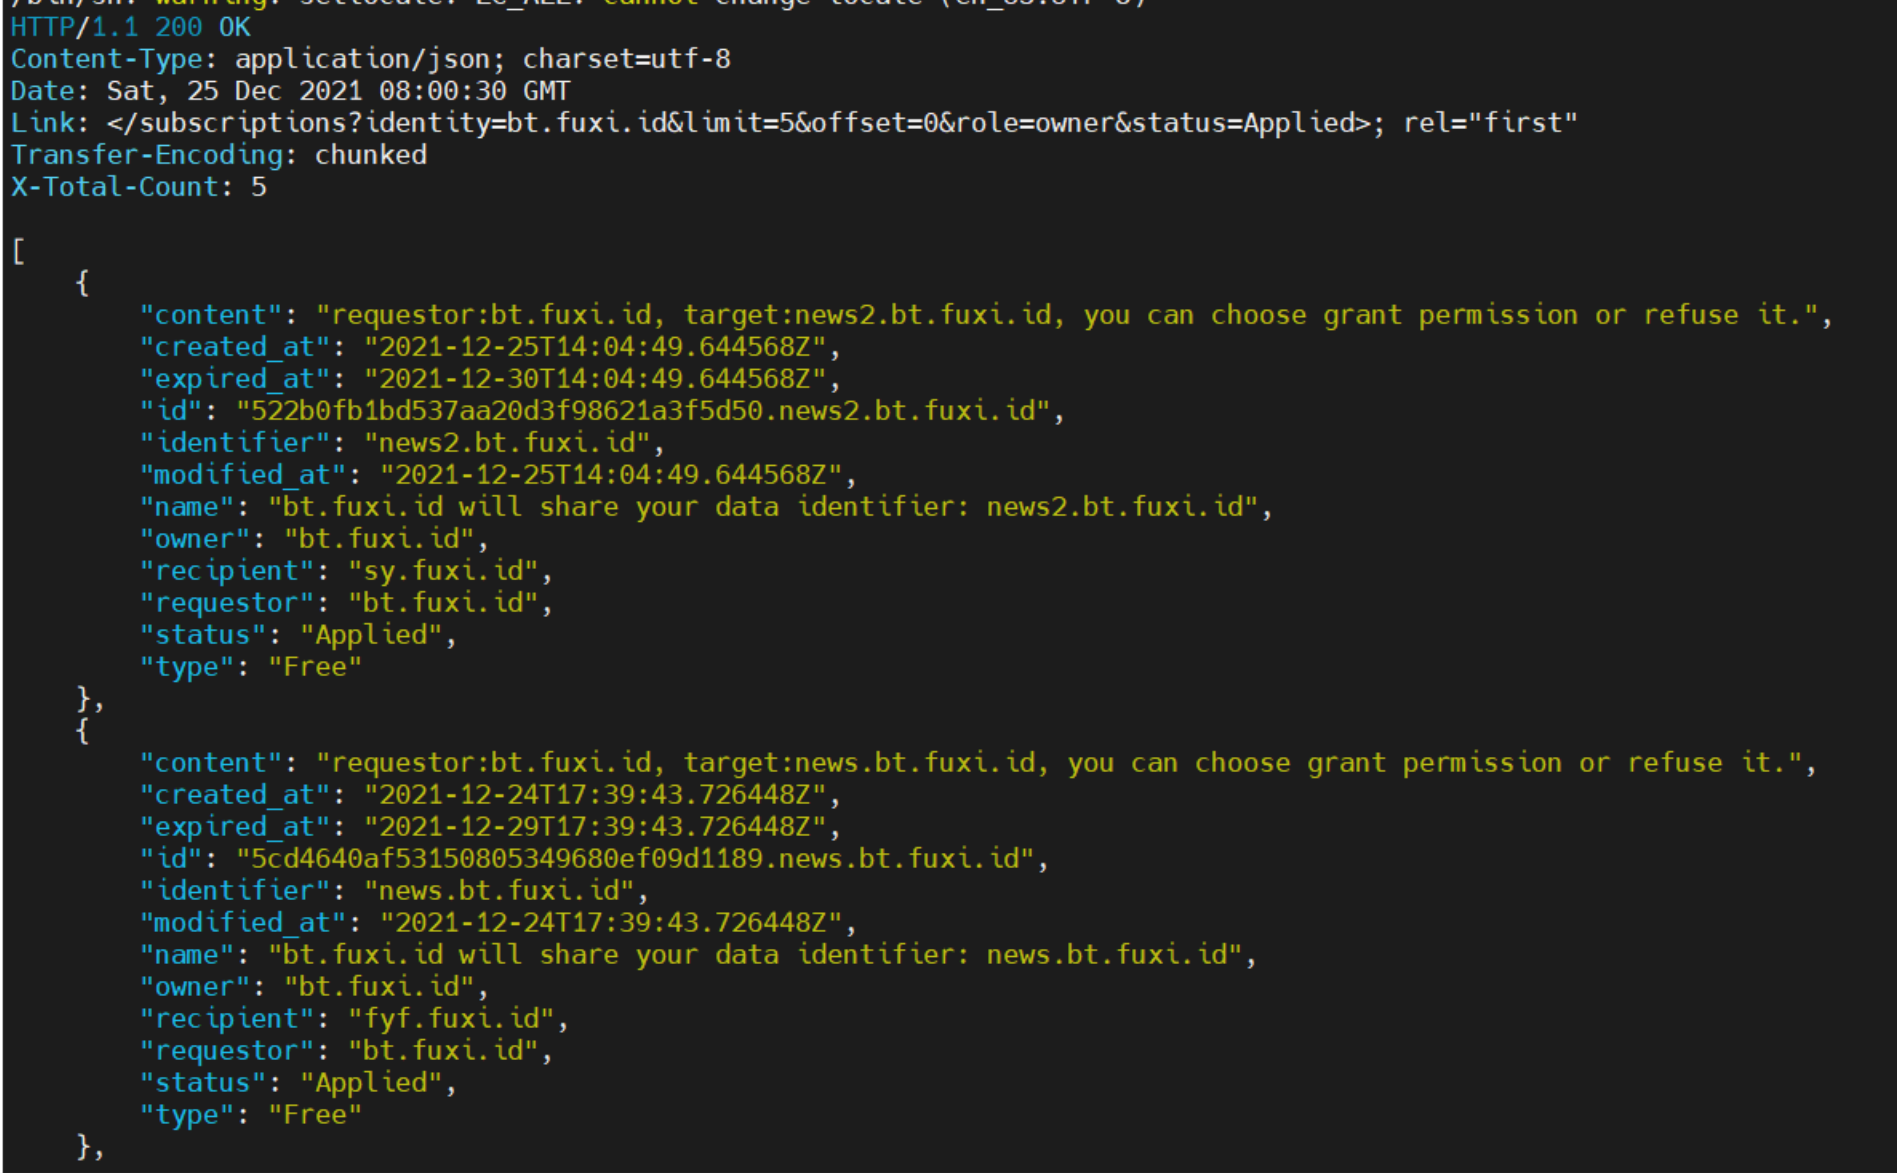 HTTP/1.1 200 OK
Content-Type: application/json; charset=utf-8
Date: Sat, 25 Dec 2021 08:00:30 GMT
Link: </subscriptions?identity=bt.fuxi.id&limit=5&offset=0&role=owner&status=Applied>; rel="first"
Transfer-Encoding: chunked
X-Total-Count: 5
[
{
"content": "requestor:bt.fuxi.id, target:news2.bt.fuxi.id, you can choose grant permission or refuse it.",
"created_at": "2021-12-25T14:04:49.644568Z",
"expired_at": "2021-12-30T14:04:49.644568Z",
"id": "522b0fb1bd537aa20d3f98621a3f5d50.news2.bt.fuxi.id",
"identifier": "news2.bt.fuxi.id",
"modified_at": "2021-12-25T14:04:49.644568Z",
"name": "bt.fuxi.id will share your data identifier: news2.bt.fuxi.id",
"owner": "bt.fuxi.id",
"recipient": "sy.fuxi.id",
"requestor": "bt.fuxi.id",
"status": "Applied",
"type": "Free"
},
{
"content": "requestor:bt.fuxi.id, target:news.bt.fuxi.id, you can choose grant permission or refuse it.",
"created_at": "2021-12-24T17:39:43.726448Z",
"expired_at": "2021-12-29T17:39:43.726448Z",
"id": "5cd4640af53150805349680ef09d1189.news.bt.fuxi.id",
"identifier": "news.bt.fuxi.id",
"modified_at": "2021-12-24T17:39:43.726448Z",
"name": "bt.fuxi.id will share your data identifier: news.bt.fuxi.id",
"owner": "bt.fuxi.id",
"recipient": "fyf.fuxi.id",
"requestor": "bt.fuxi.id",
"status": "Applied",
"type": "Free"
},